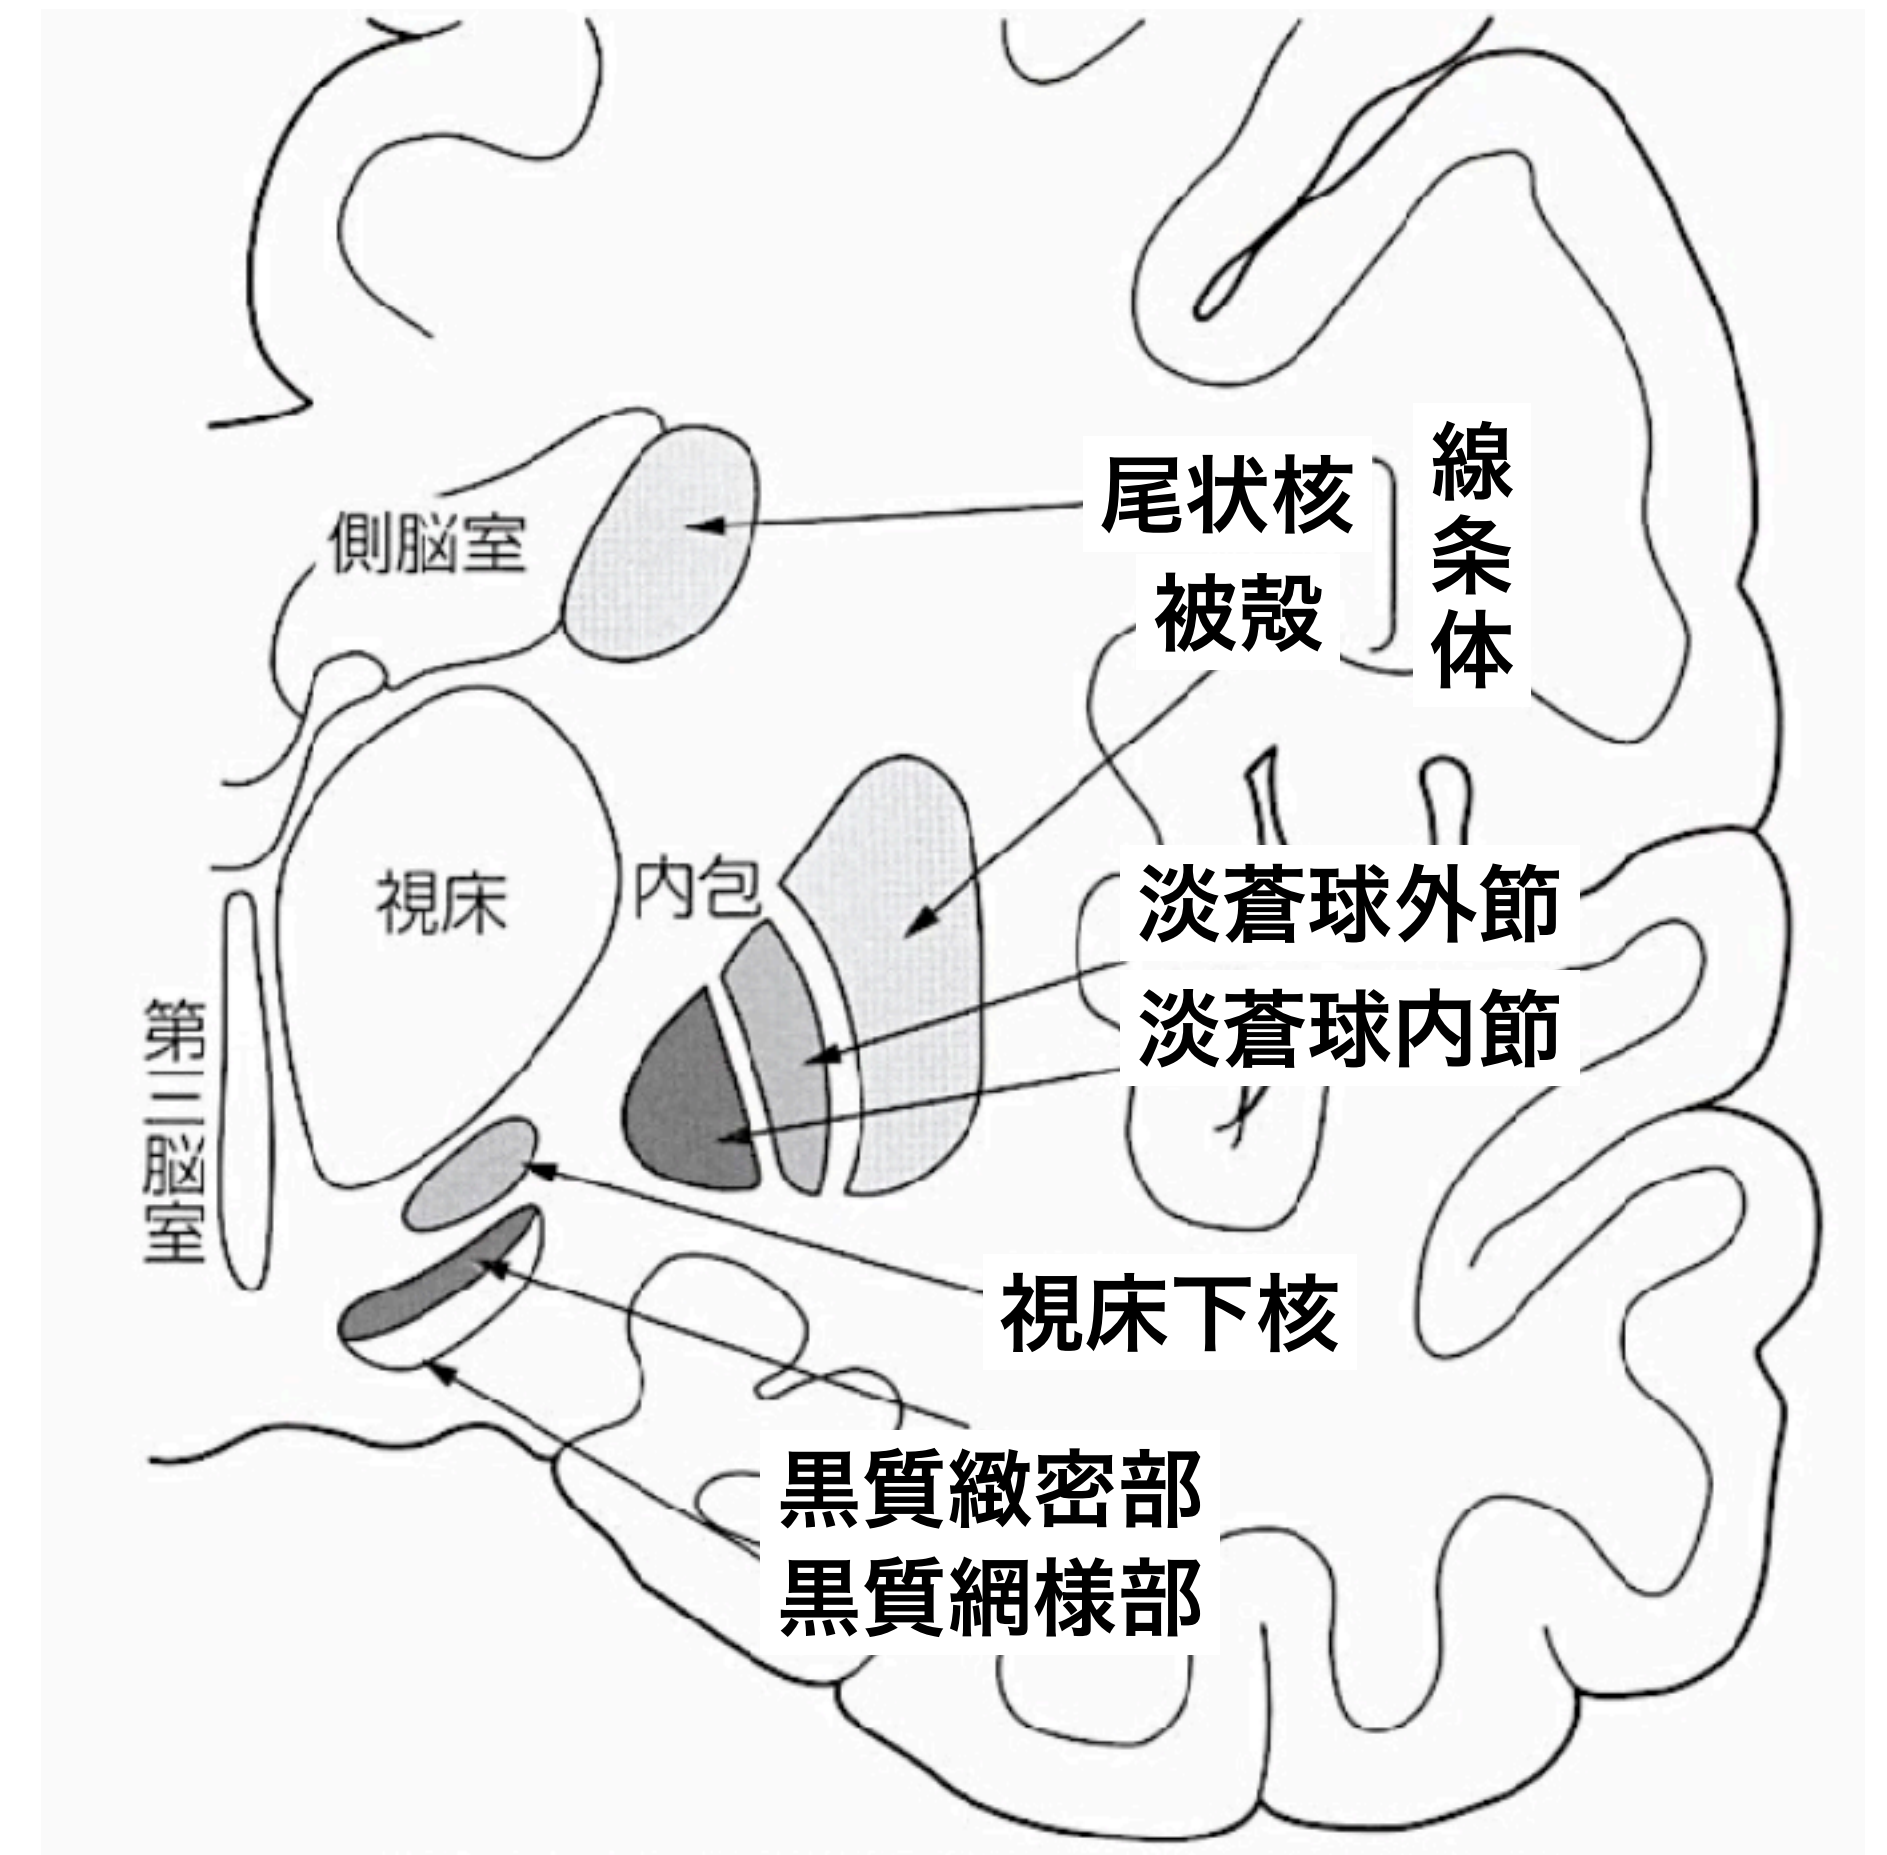 側脳室
尾状核
被殻
線条体
視床
内包
淡蒼球外節
淡蒼球内節
第三脳室
視床下核
黒質緻密部
黒質網様部